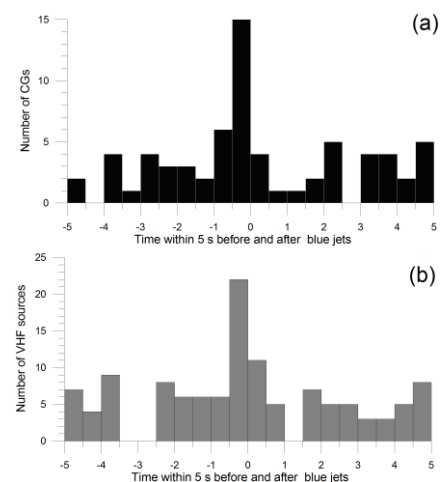 (a)
15
10
5
0
Number of CGs
-5 -4 -3 -2 -1 0 1 2 3 4 5
Time within 5 s before and after blue jets
(b)
25
20
15
10
5
0
Number of VHF sources
-5 -4 -3 -2 -1 0 1 2 3 4 5
Time within 5 s before and after blue jets